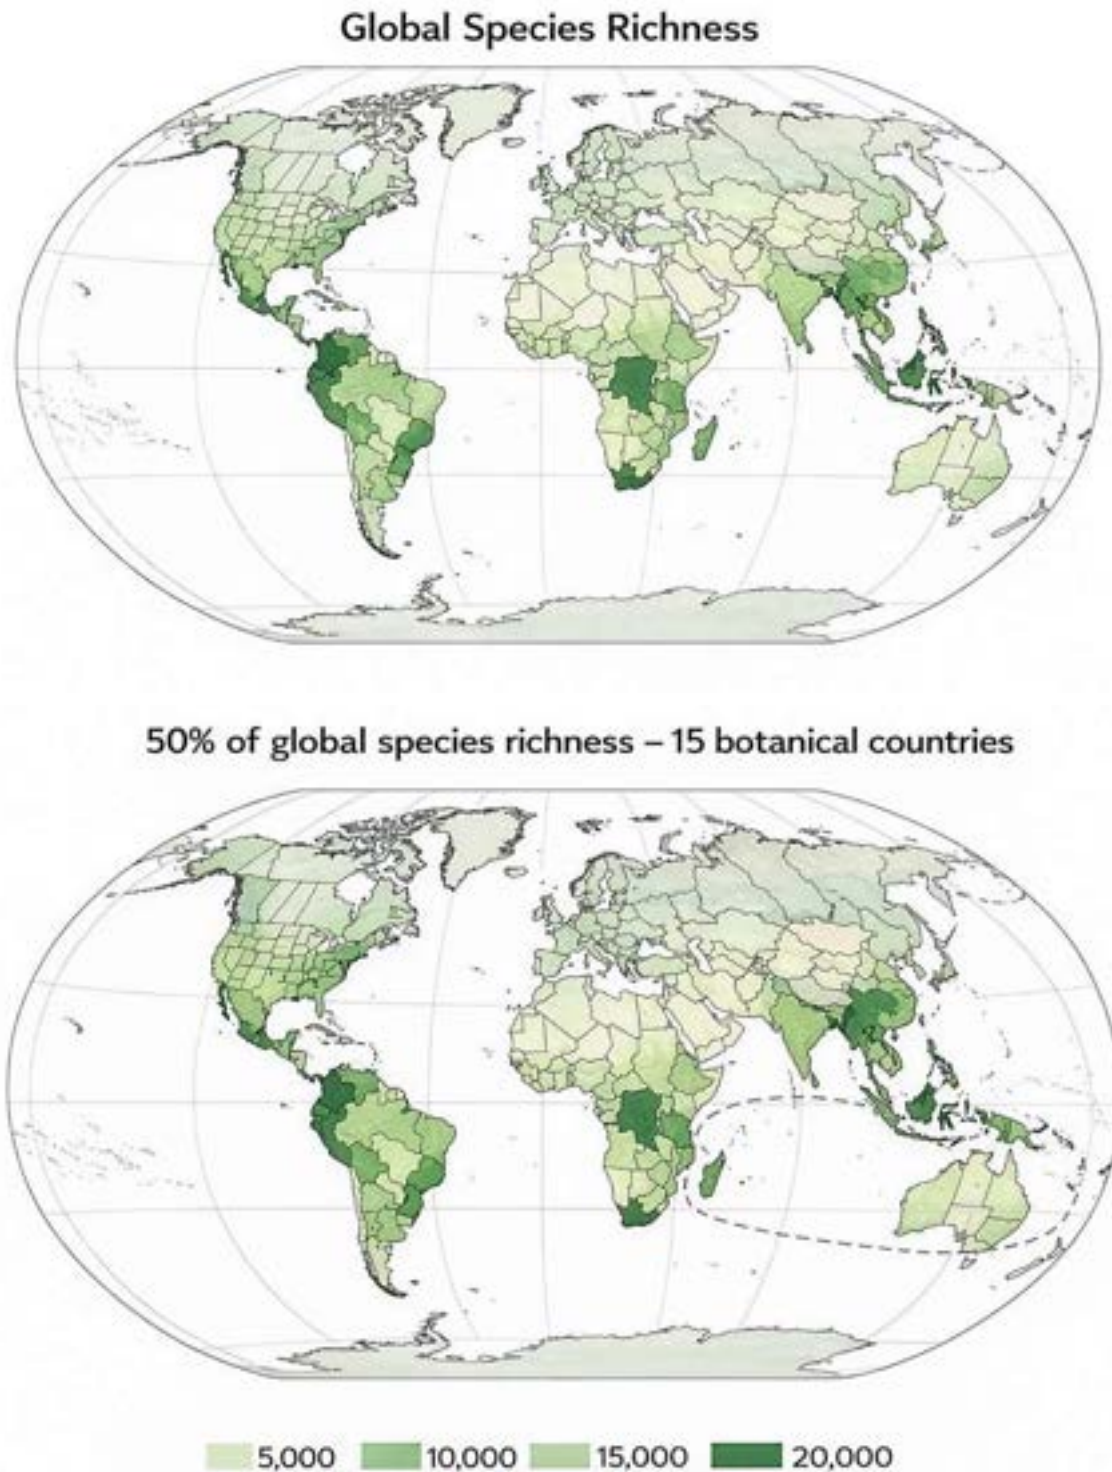 Global Species Richness
50% of global species richness – 15 botanical countries
5,000 10,000 15,000 20,000